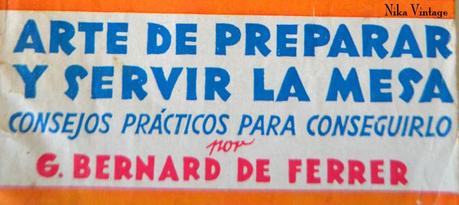 Nika Vintage
ARTE DE PREPARAR
Y SERVIR LA MESA
CONSEJOS PRÁCTICOS PARA CONSEGUIRLO
por
G. BERNARD DE FERRER